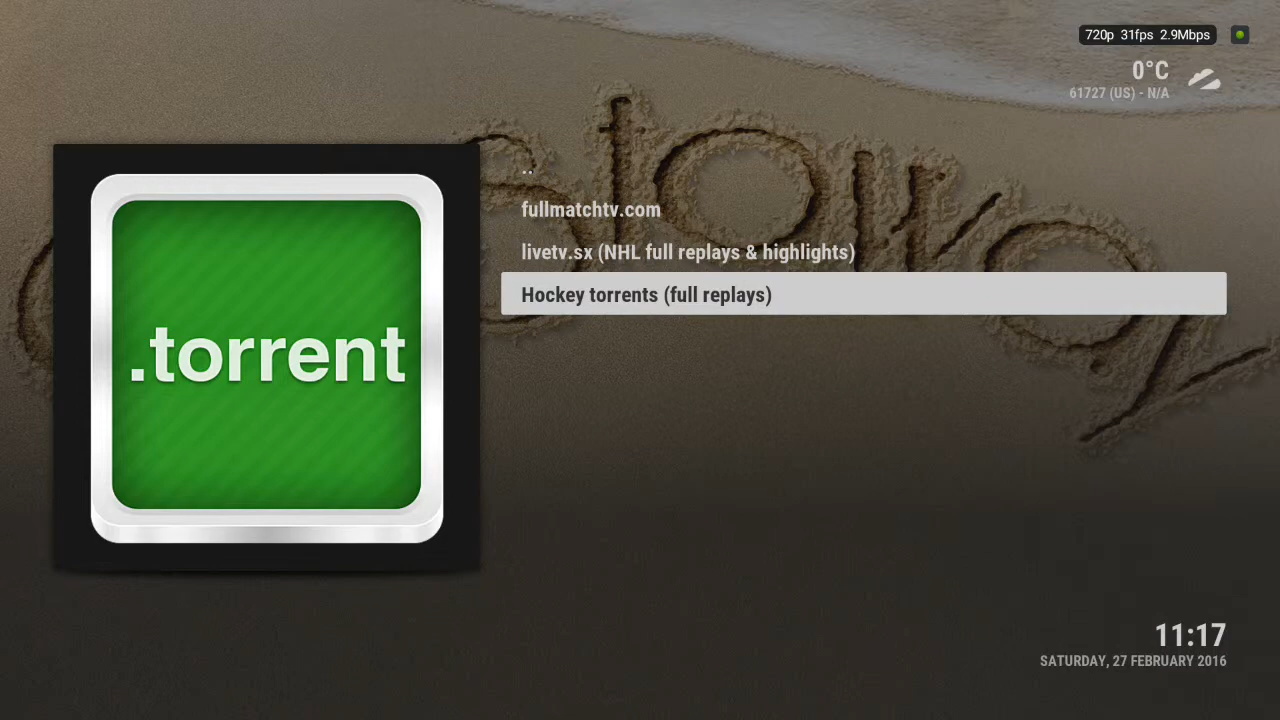 720p 31fps 2.9Mbps
0°C
61727 (US) - N/A
..
fullmatchtv.com
livetv.sx (NHL full replays & highlights)
Hockey torrents (full replays)
.torrent
11:17
SATURDAY, 27 FEBRUARY 2016